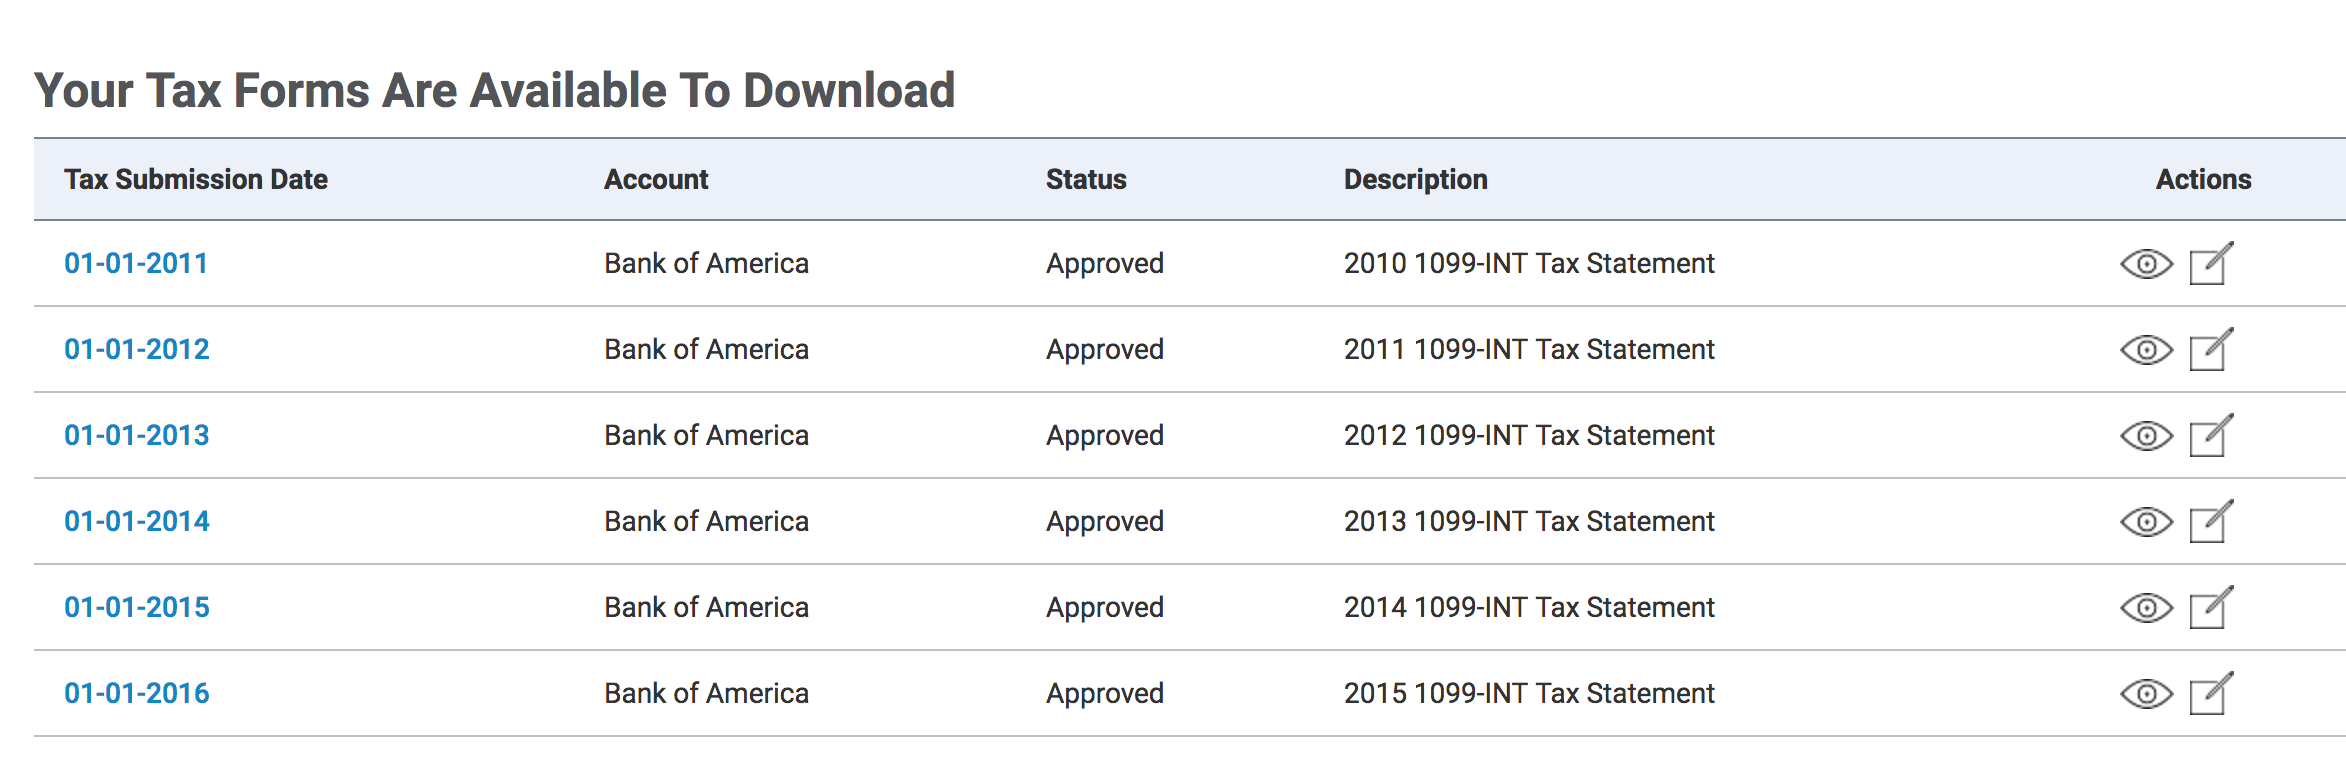 Your Tax Forms Are Available To Download
Tax Submission Date Account Status Description Actions
01-01-2011 Bank of America Approved 2010 1099-INT Tax Statement
01-01-2012 Bank of America Approved 2011 1099-INT Tax Statement
01-01-2013 Bank of America Approved 2012 1099-INT Tax Statement
01-01-2014 Bank of America Approved 2013 1099-INT Tax Statement
01-01-2015 Bank of America Approved 2014 1099-INT Tax Statement
01-01-2016 Bank of America Approved 2015 1099-INT Tax Statement